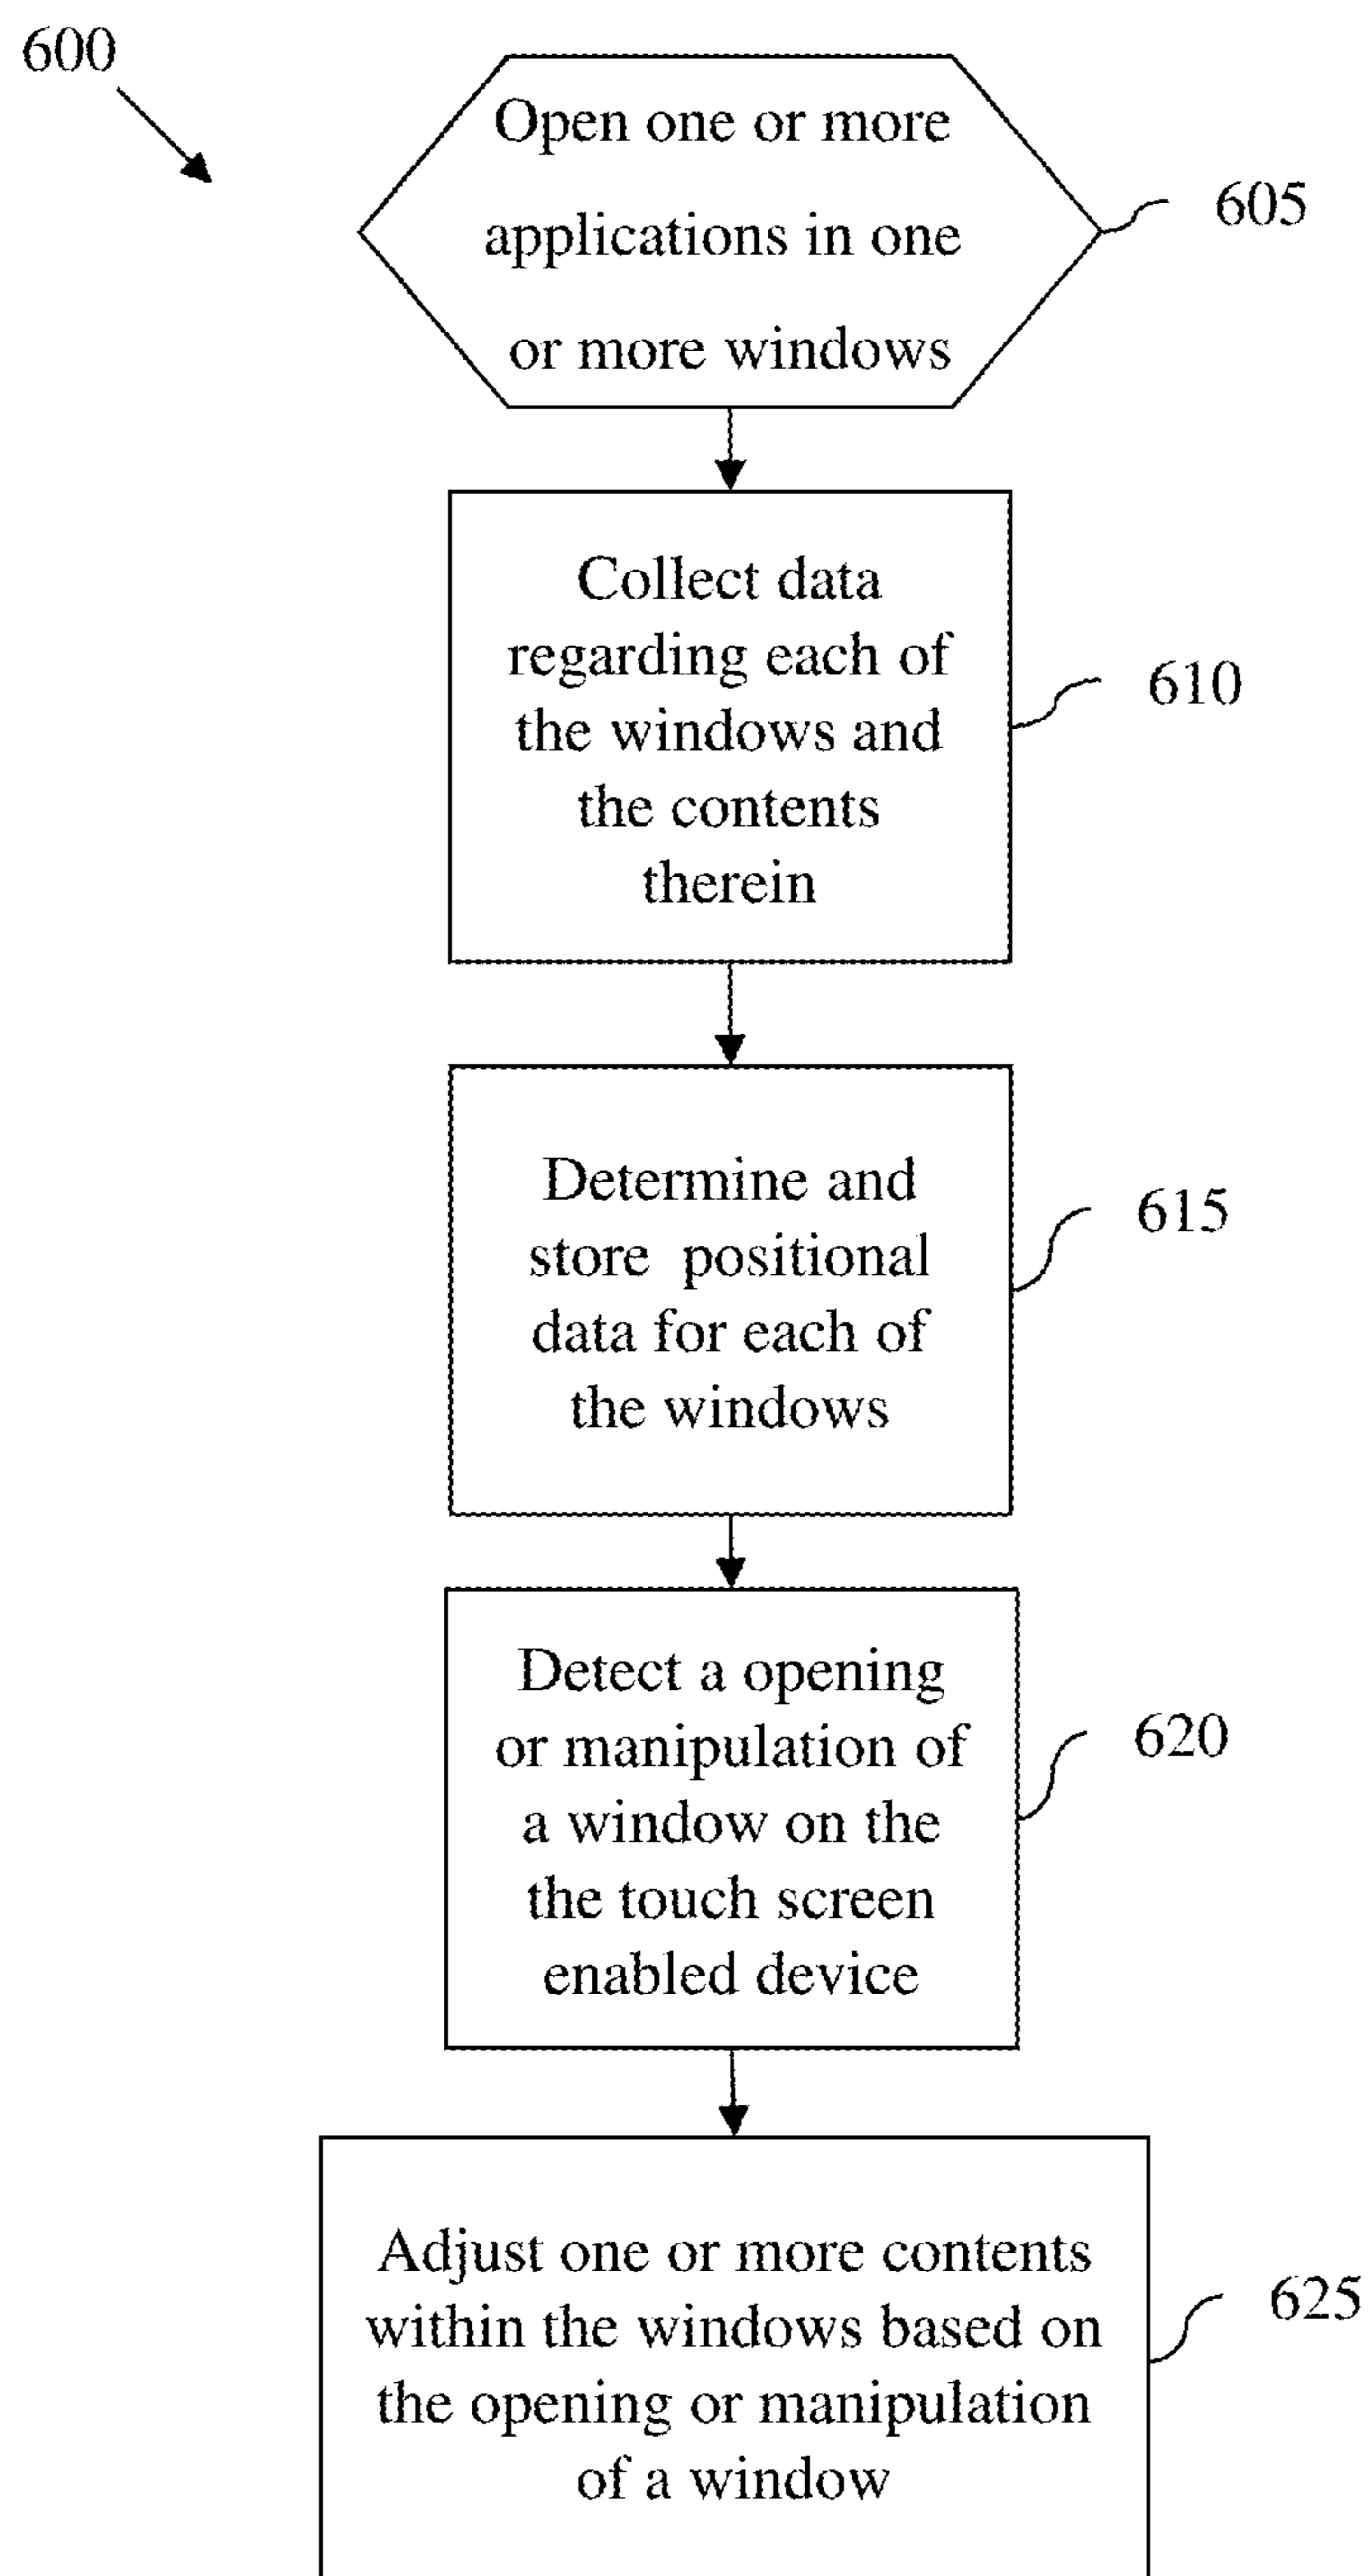 600
Open one or more
applications in one
or more windows
605
Collect data
regarding each of
the windows and
the contents
therein
610
Determine and
store positional
data for each of
the windows
615
Detect a opening
or manipulation of
a window on the
the touch screen
enabled device
620
Adjust one or more contents
within the windows based on
the opening or manipulation
of a window
625